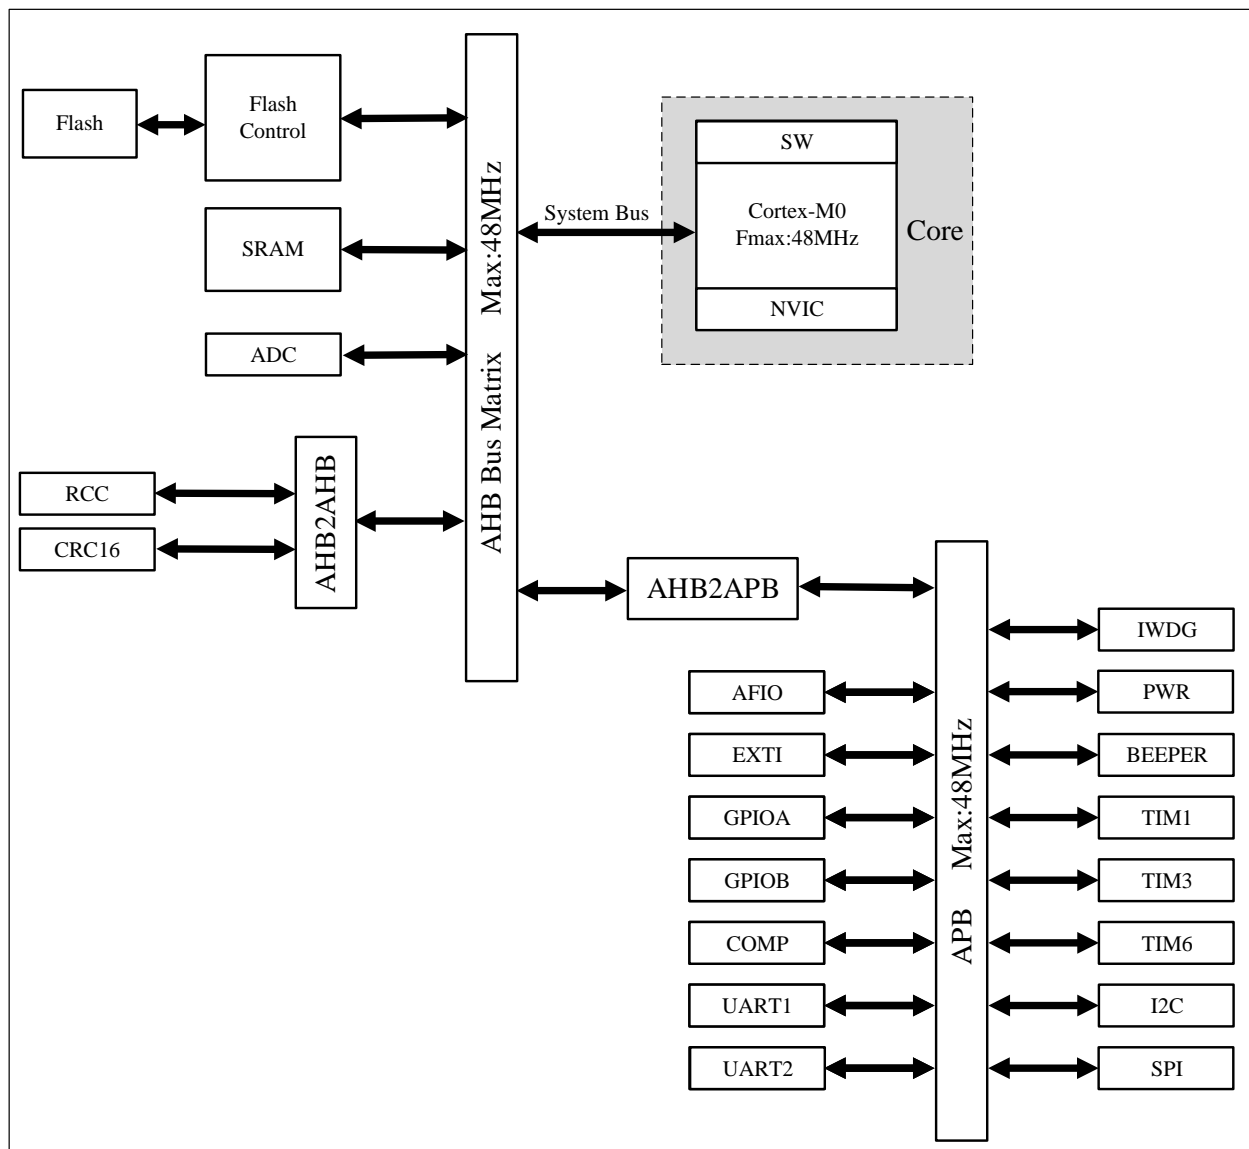 Flash
Flash
Control
SRAM
ADC
RCC
CRC16
AHB2AHB
AHB Bus Matrix Max:48MHz
System Bus
SW
Cortex-M0
Fmax:48MHz
NVIC
Core
AHB2APB
APB Max:48MHz
AFIO
EXTI
GPIOA
GPIOB
COMP
UART1
UART2
IWDG
PWR
BEEPER
TIM1
TIM3
TIM6
I2C
SPI